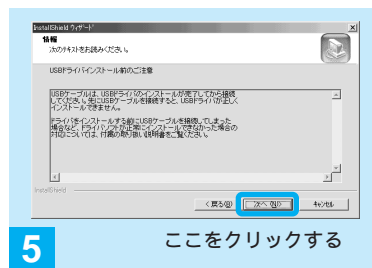 InstallShield ウィザード
情報
次のテキストをお読みください。
USBドライバインストール前のご注意
USBケーブルは、USBドライバのインストールが完了してから接続
してください。先にUSBケーブルを接続すると、USBドライバが正しく
インストールできません。
ドライバをインストールする前にUSBケーブルを接続してしまった
場合など、ドライバソフトが正常にインストールできなかった場合の
対応については、付属の取り扱い説明書をご覧ください。
InstallShield
< 戻る(B)
次へ(N) >
キャンセル
5
ここをクリックする